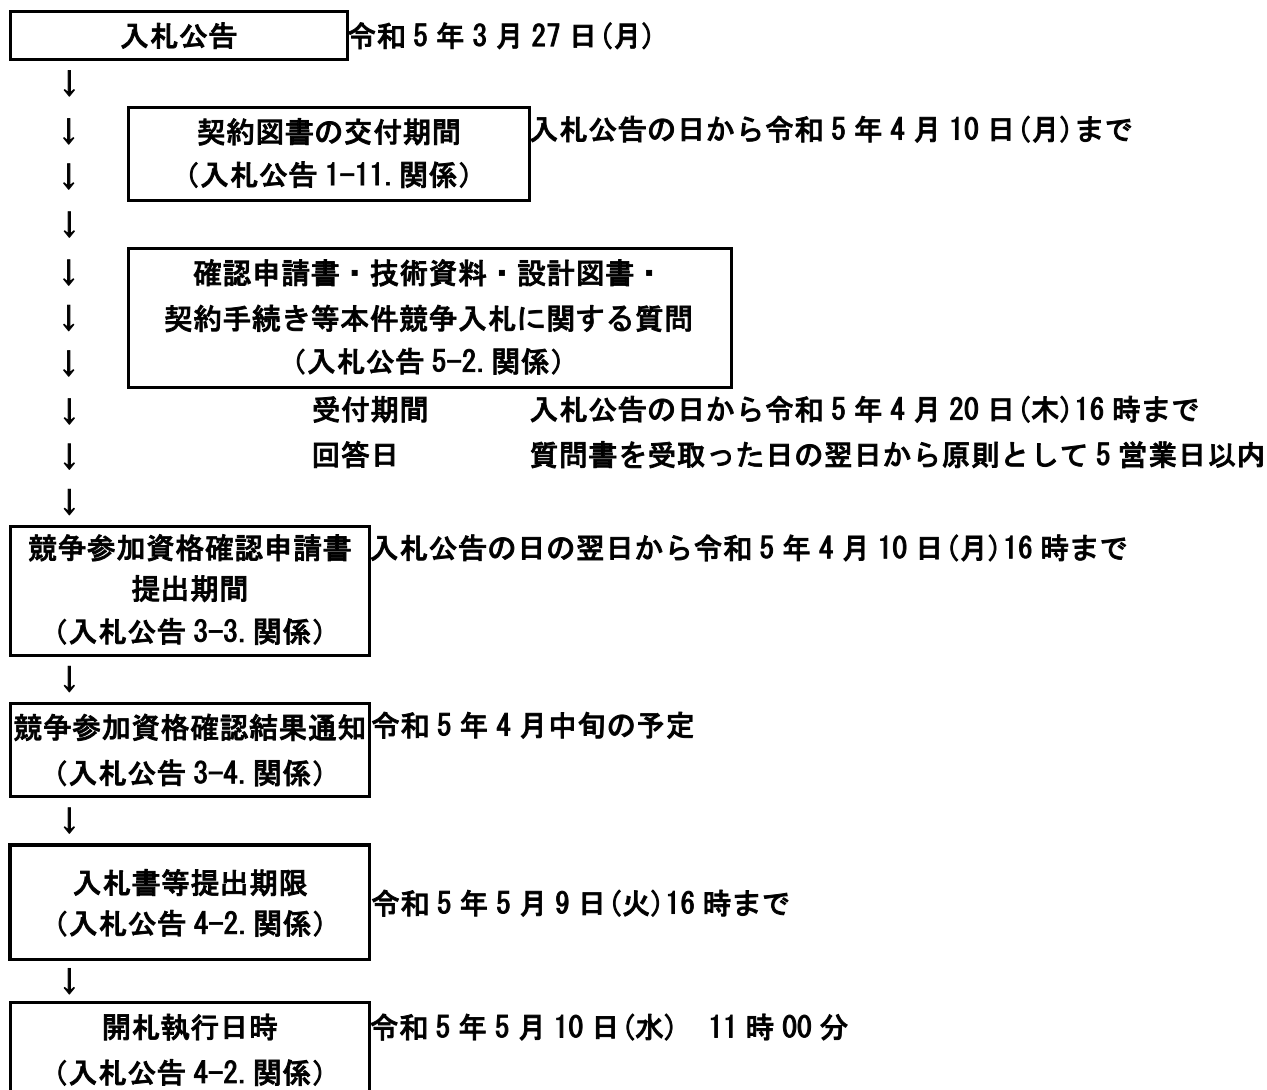 入札公告 令和5年3月27日(月)
↓
↓ 契約図書の交付期間 入札公告の日から令和5年4月10日(月)まで
↓ (入札公告1-11.関係)
↓
↓ 確認申請書・技術資料・設計図書・
↓ 契約手続き等本件競争入札に関する質問
↓ (入札公告5-2.関係)
↓ 受付期間 入札公告の日から令和5年4月20日(木)16時まで
↓ 回答日 質問書を受取った日の翌日から原則として5営業日以内
↓
競争参加資格確認申請書 入札公告の日の翌日から令和5年4月10日(月)16時まで
提出期間
(入札公告3-3.関係)
↓
競争参加資格確認結果通知 令和5年4月中旬の予定
(入札公告3-4.関係)
↓
入札書等提出期限
令和5年5月9日(火)16時まで
(入札公告4-2.関係)
↓
開札執行日時 令和5年5月10日(水) 11時00分
(入札公告4-2.関係)